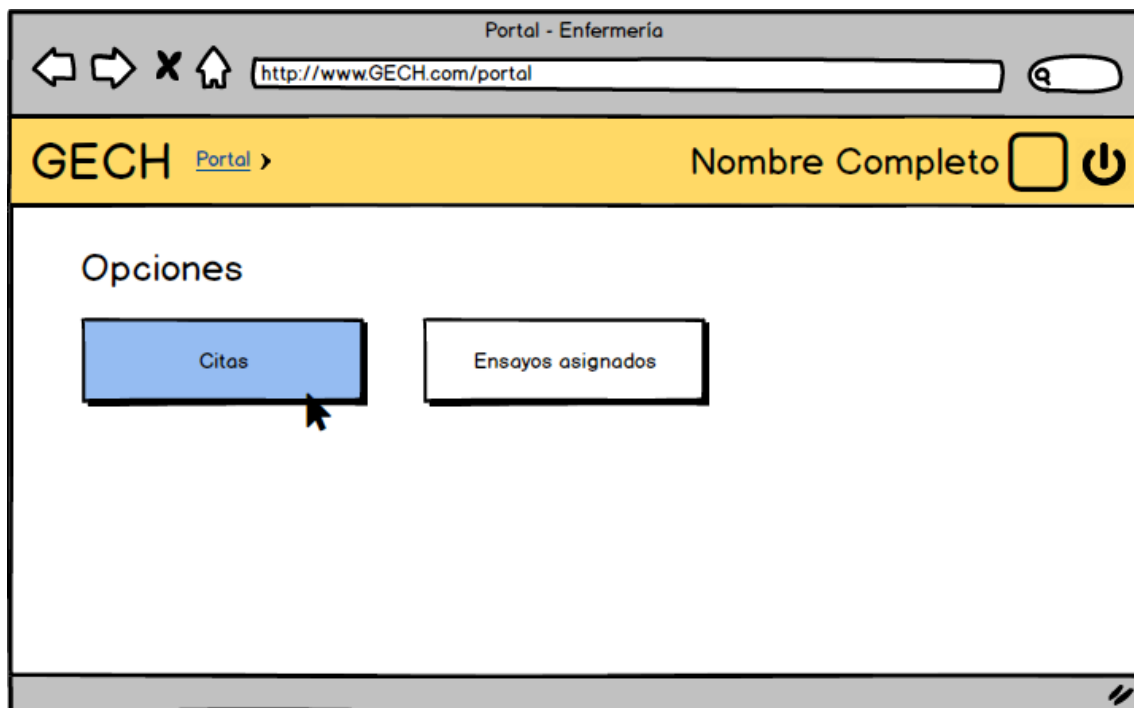 Portal - Enfermería
http://www.GECH.com/portal
GECH Portal > Nombre Completo
Opciones
Citas
Ensayos asignados